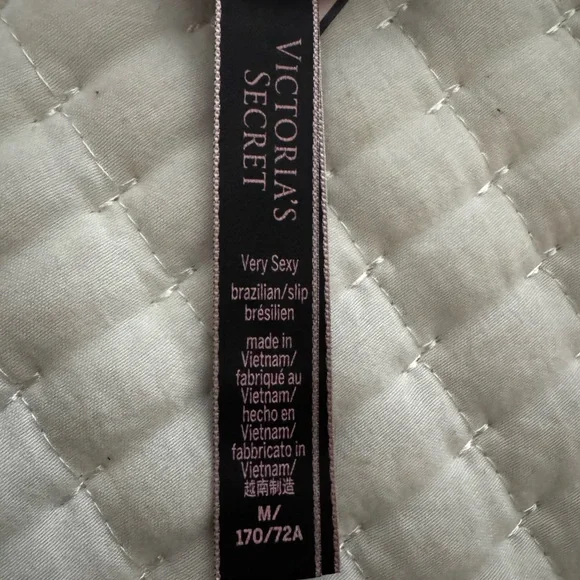 VICTORIA'S
SECRET
Very Sexy
brazilian/slip
brésilien
made in
Vietnam/
fabriqué au
Vietnam/
hecho en
Vietnam/
fabbricato in
Vietnam/
越南制造
M/
170/72A